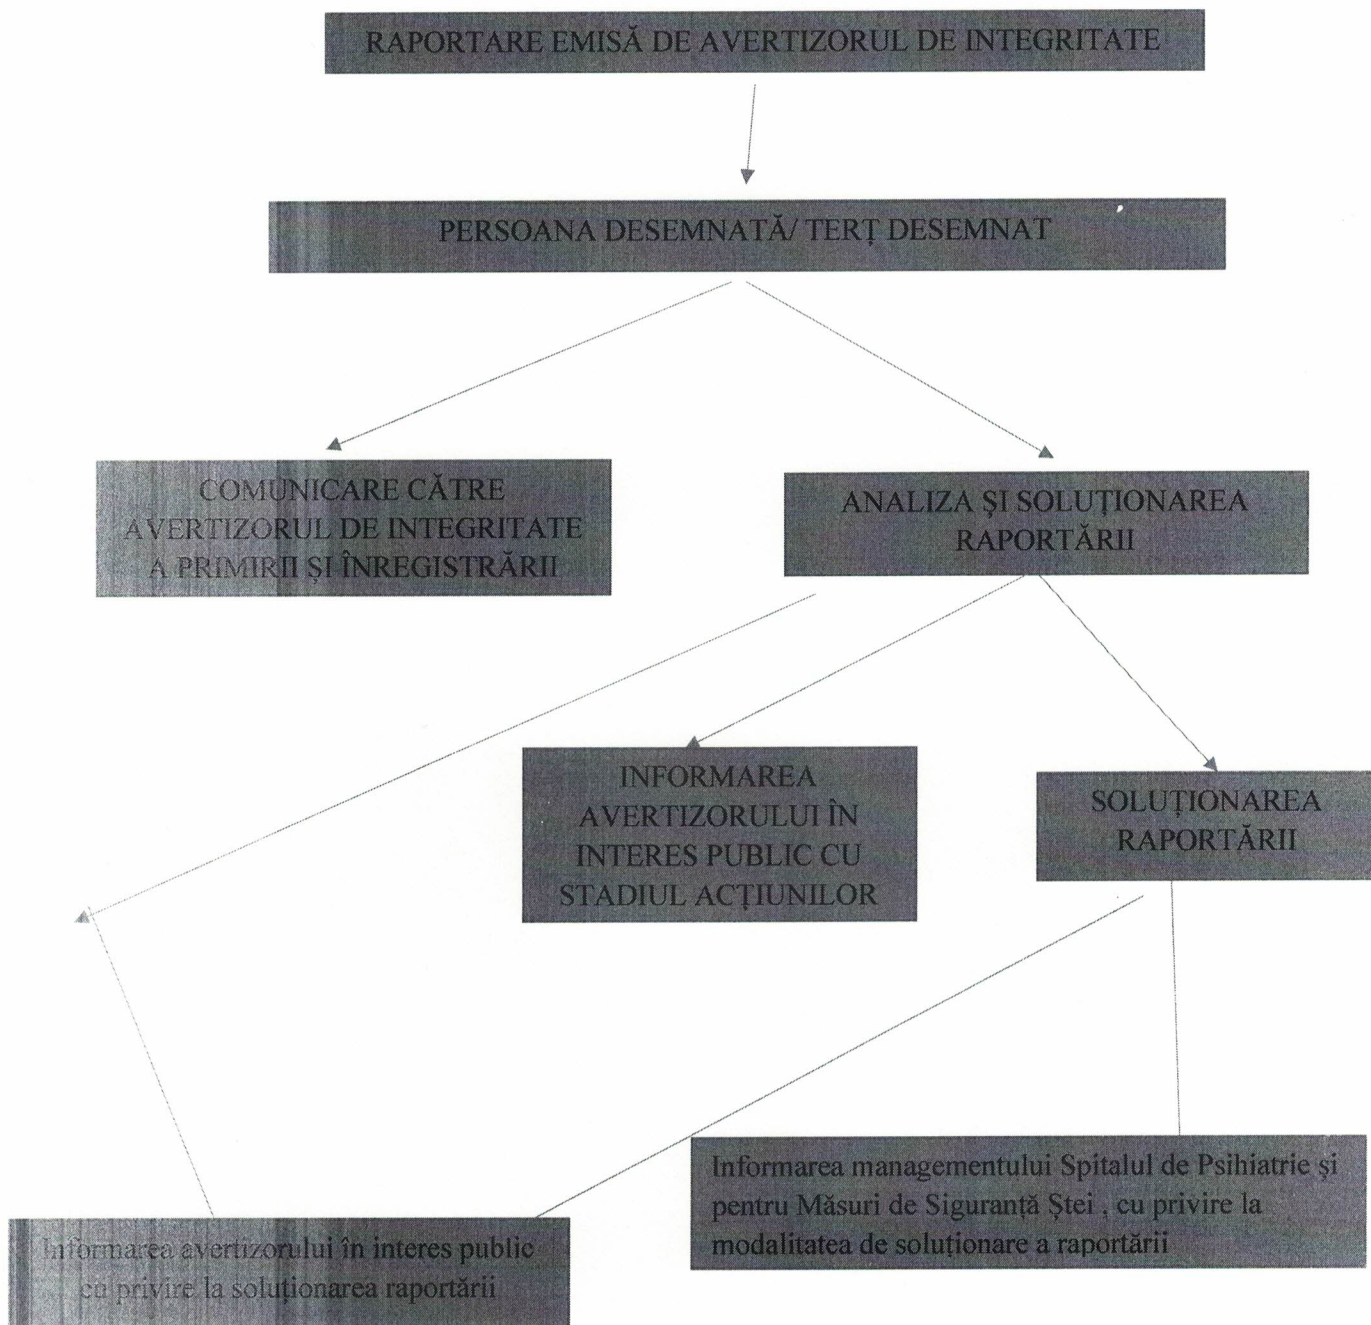 RAPORTARE EMISĂ DE AVERTIZORUL DE INTEGRITATE
PERSOANA DESEMNATĂ/ TERȚ DESEMNAT
COMUNICARE CĂTRE
AVERTIZORUL DE INTEGRITATE
A PRIMIRII ȘI ÎNREGISTRĂRII
ANALIZA ȘI SOLUȚIONAREA
RAPORTĂRII
INFORMAREA
AVERTIZORULUI ÎN
INTERES PUBLIC CU
STADIUL ACȚIUNILOR
SOLUȚIONAREA
RAPORTĂRII
Informarea managementului Spitalul de Psihiatrie și
pentru Măsuri de Siguranță Ștei , cu privire la
modalitatea de soluționare a raportării
Informarea avertizorului în interes public
cu privire la soluționarea raportării